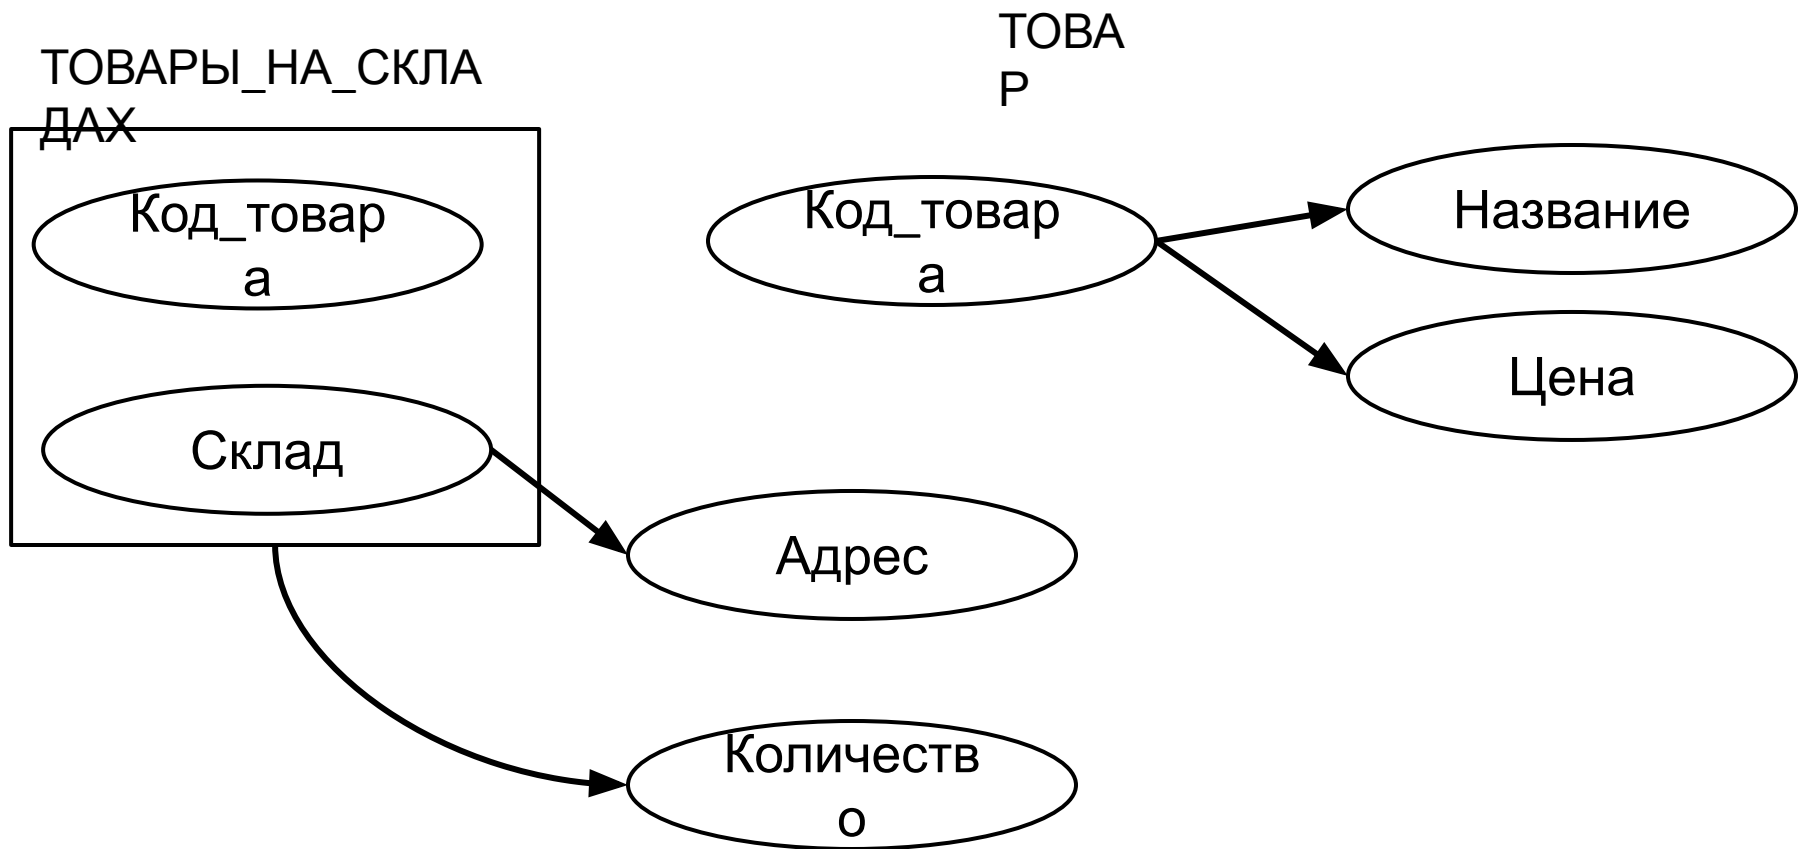 ТОВА
Р
ТОВАРЫ_НА_СКЛА
ДАХ
Код_товар
а
Код_товар
а
Название
Цена
Склад
Адрес
Количеств
о